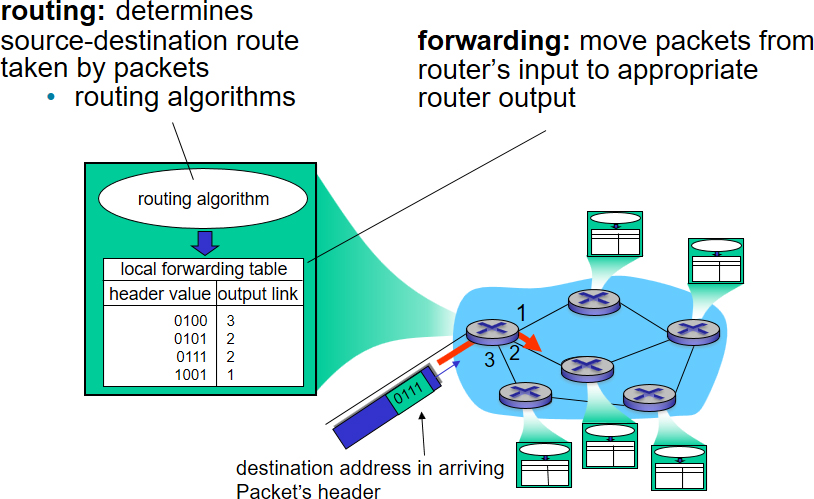 routing: determines
source-destination route
taken by packets
• routing algorithms
forwarding: move packets from
router’s input to appropriate
router output
routing algorithm
local forwarding table
header value output link
0100 3
0101 2
0111 2
1001 1
1
2
3
0111
destination address in arriving
Packet’s header